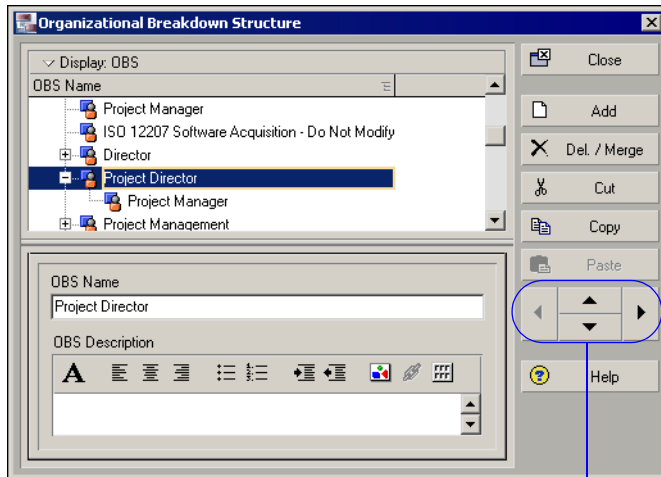 Organizational Breakdown Structure
Display: OBS
OBS Name
Project Manager
ISO 12207 Software Acquisition - Do Not Modify
Director
Project Director
Project Manager
Project Management
OBS Name
Project Director
OBS Description
A
Close
Add
Del. / Merge
Cut
Copy
Paste
Help